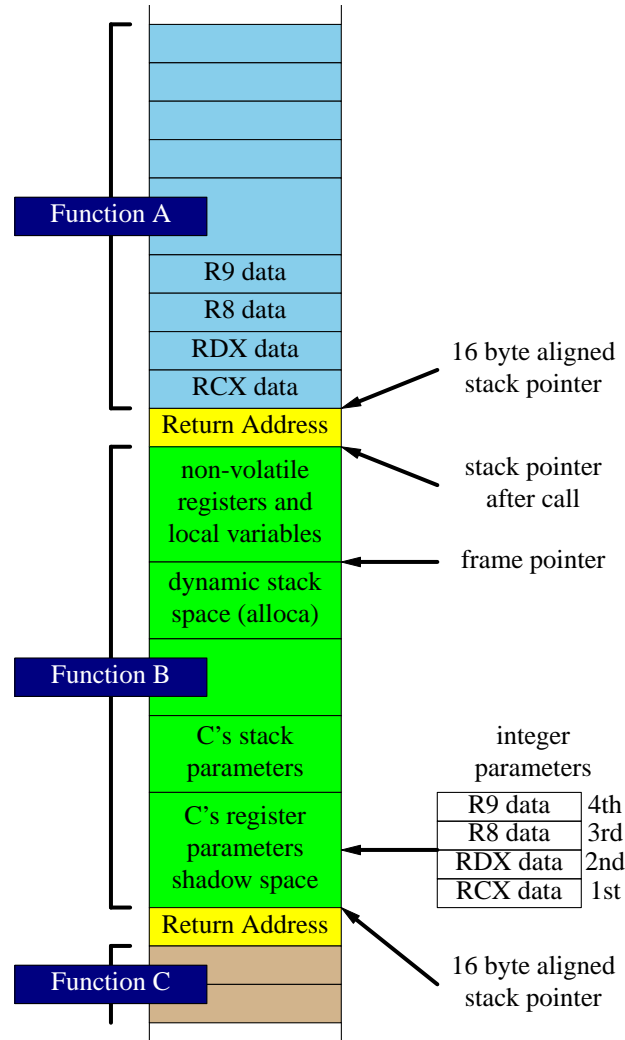 Function A
R9 data
R8 data
RDX data
RCX data
16 byte aligned
stack pointer
Return Address
non-volatile
registers and
local variables
stack pointer
after call
frame pointer
dynamic stack
space (alloca)
Function B
C’s stack
parameters
integer
parameters
C’s register
parameters
shadow space
R9 data 4th
R8 data 3rd
RDX data 2nd
RCX data 1st
Return Address
16 byte aligned
stack pointer
Function C